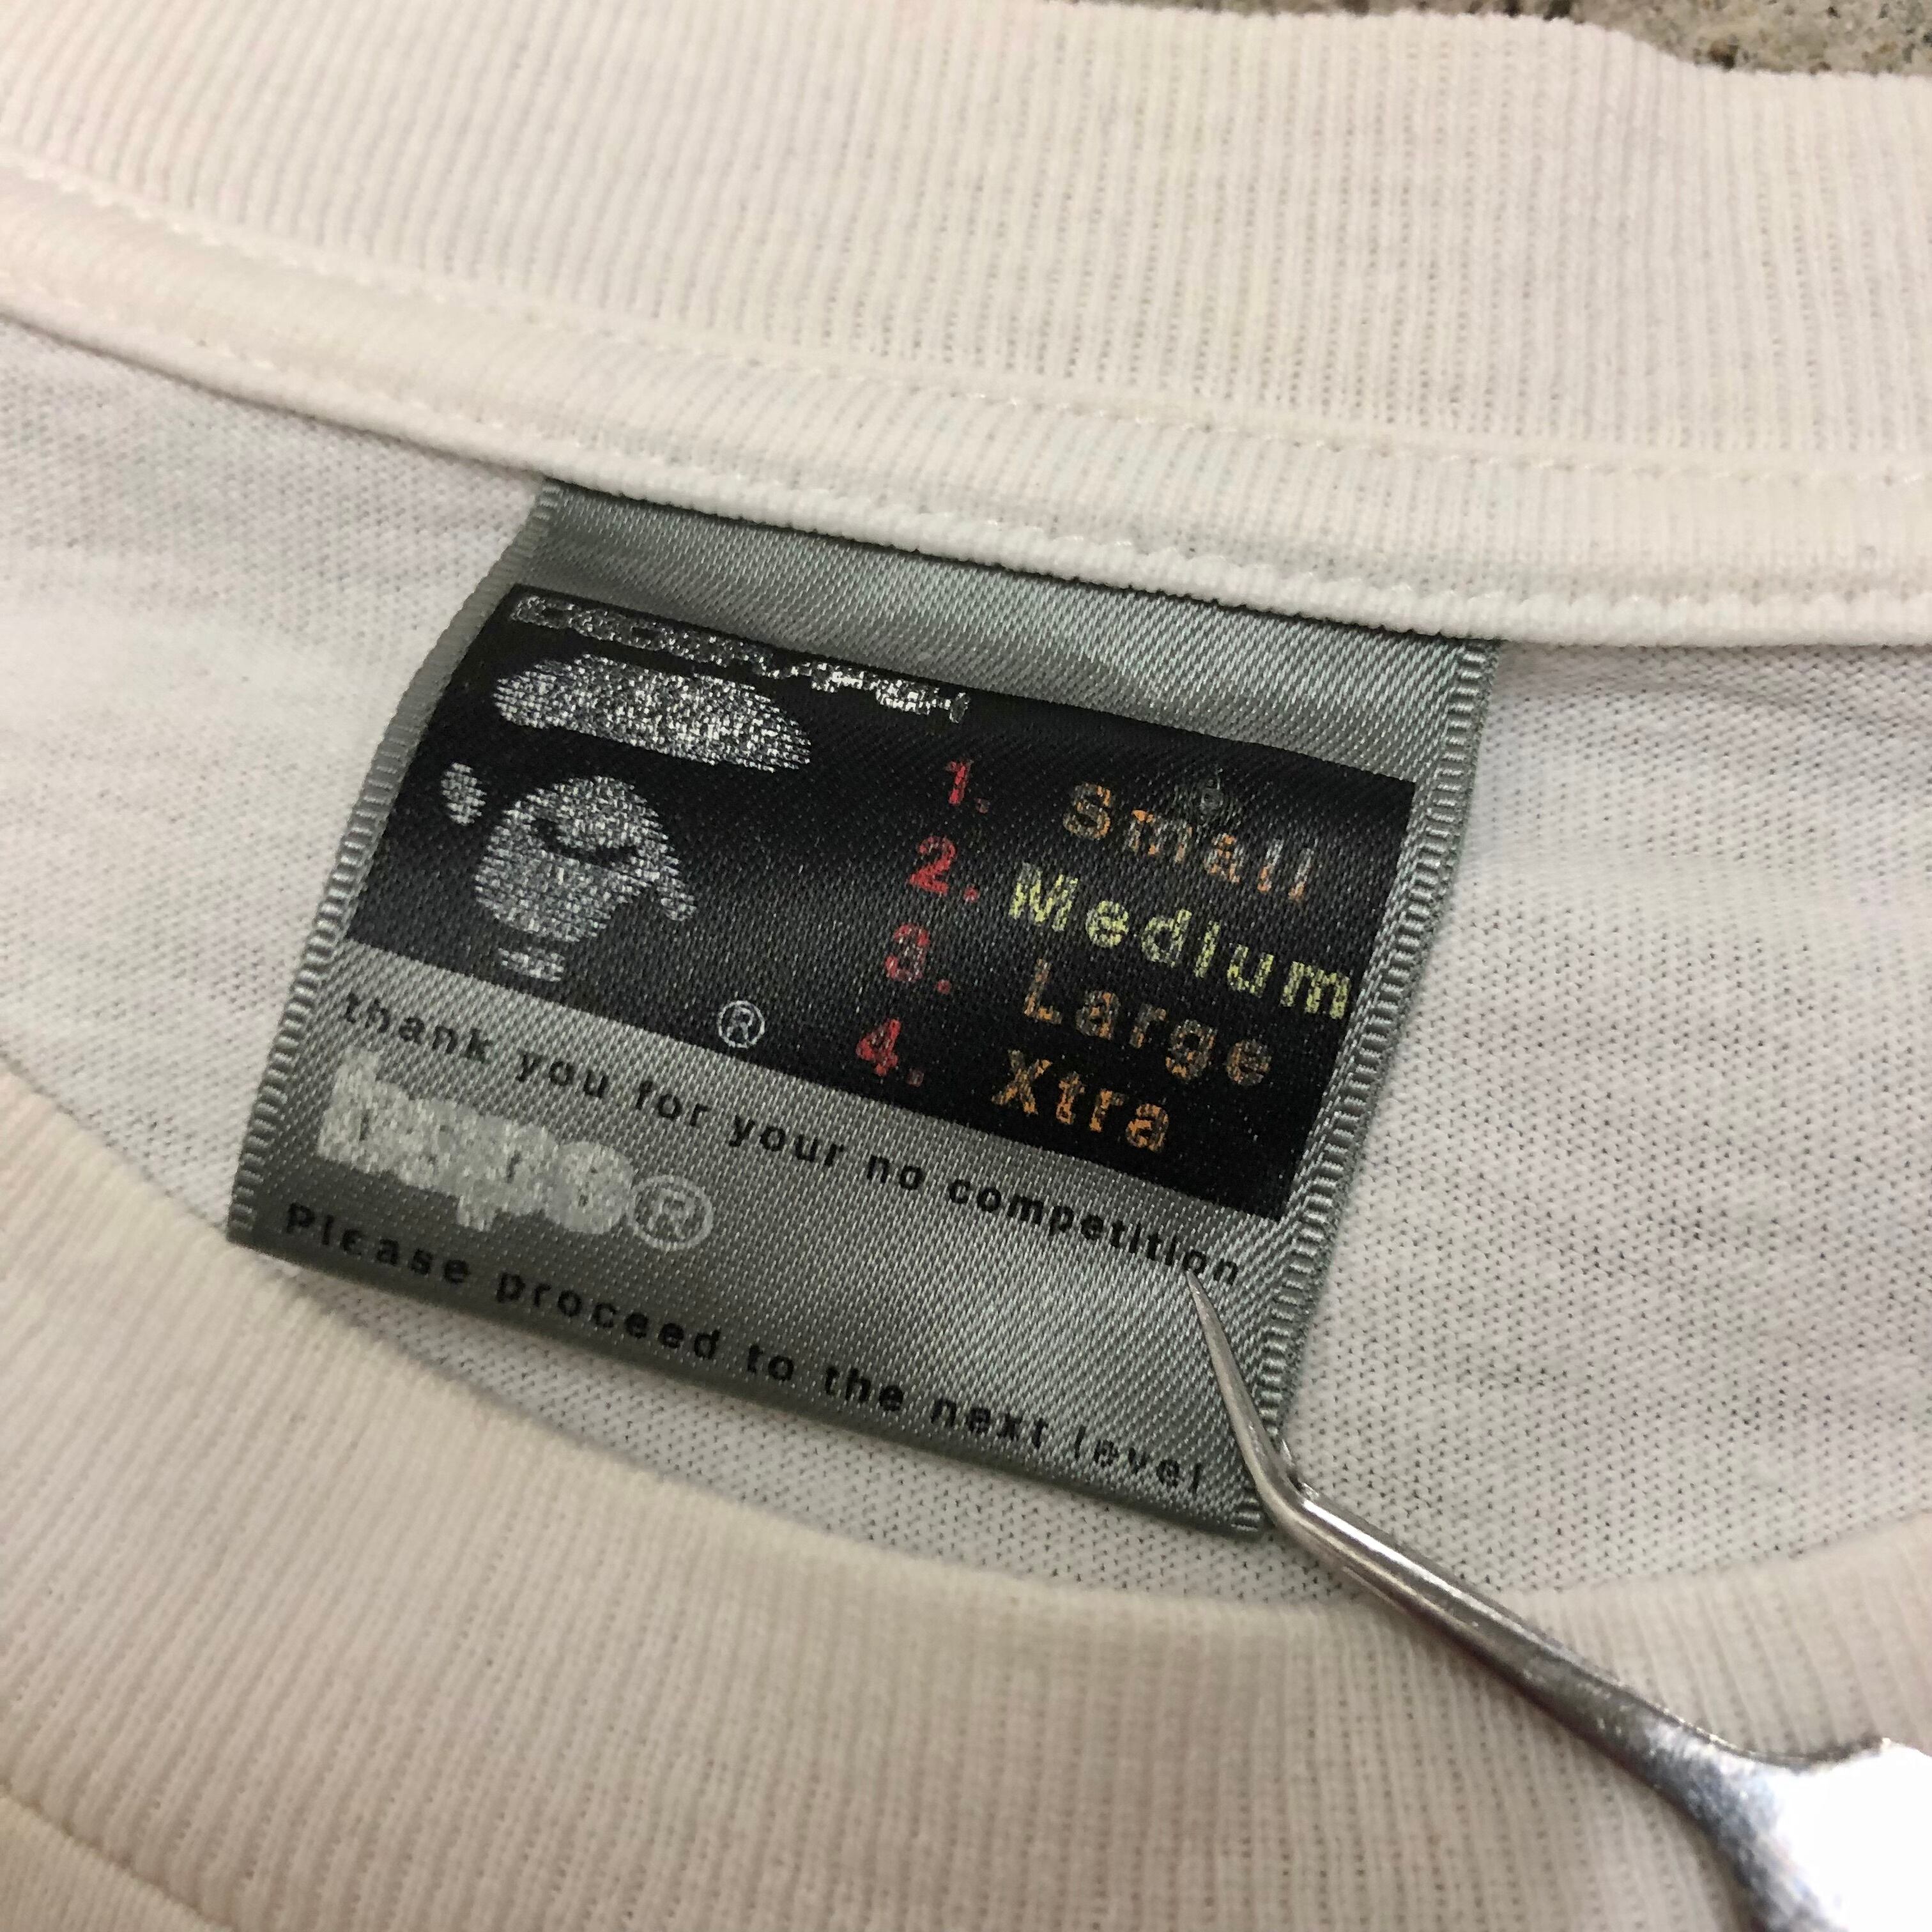 1. Small
2. Medium
3. Large
4. Xtra
®
thank you for your no competition
®
Please proceed to the next level